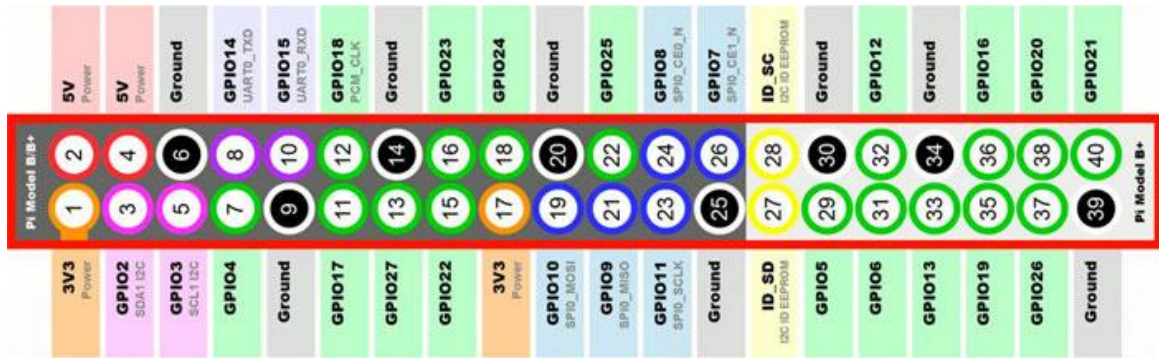 5V
Power
5V
Power
Ground
GPIO14
UART0_TXD
GPIO15
UART0_RXD
GPIO18
PCM_CLK
Ground
GPIO23
GPIO24
Ground
GPIO25
GPIO8
SPI0_CE0_N
GPIO7
SPI0_CE1_N
ID_SC
I2C ID EEPROM
Ground
GPIO12
Ground
GPIO16
GPIO20
GPIO21
Pi Model B/B+
2 4 6 8 10 12 14 16 18 20 22 24 26 28 30 32 34 36 38 40
1 3 5 7 9 11 13 15 17 19 21 23 25 27 29 31 33 35 37 39
Pi Model B+
3V3
Power
GPIO2
SDA1 I2C
GPIO3
SCL1 I2C
GPIO4
Ground
GPIO17
GPIO27
GPIO22
3V3
Power
GPIO10
SPI0_MOSI
GPIO9
SPI0_MISO
GPIO11
SPI0_SCLK
Ground
ID_SD
I2C ID EEPROM
GPIO5
GPIO6
GPIO13
GPIO19
GPIO26
Ground